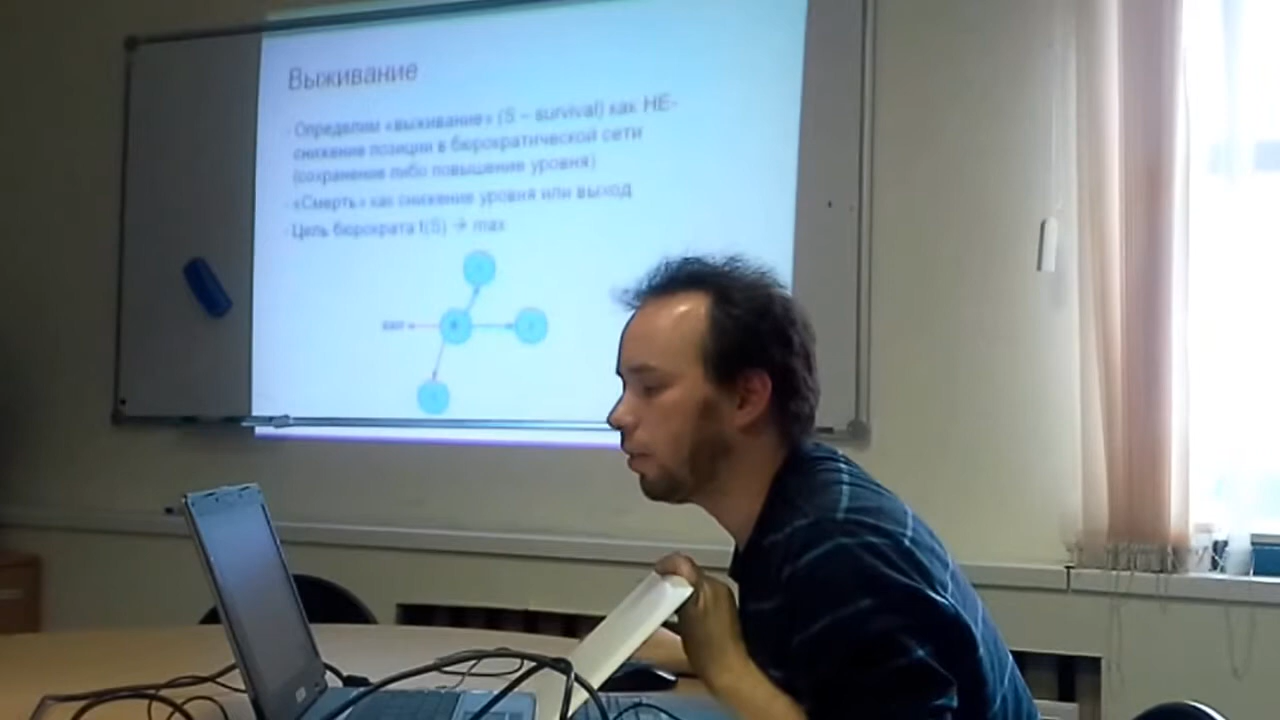 Выживание
Определим «выживание» (S – survival) как НЕ-
снижение позиции в бюрократической сети
(сохранение либо повышение уровня)
«Смерть» как снижение уровня или выход
Цель бюрократа f(S) → max